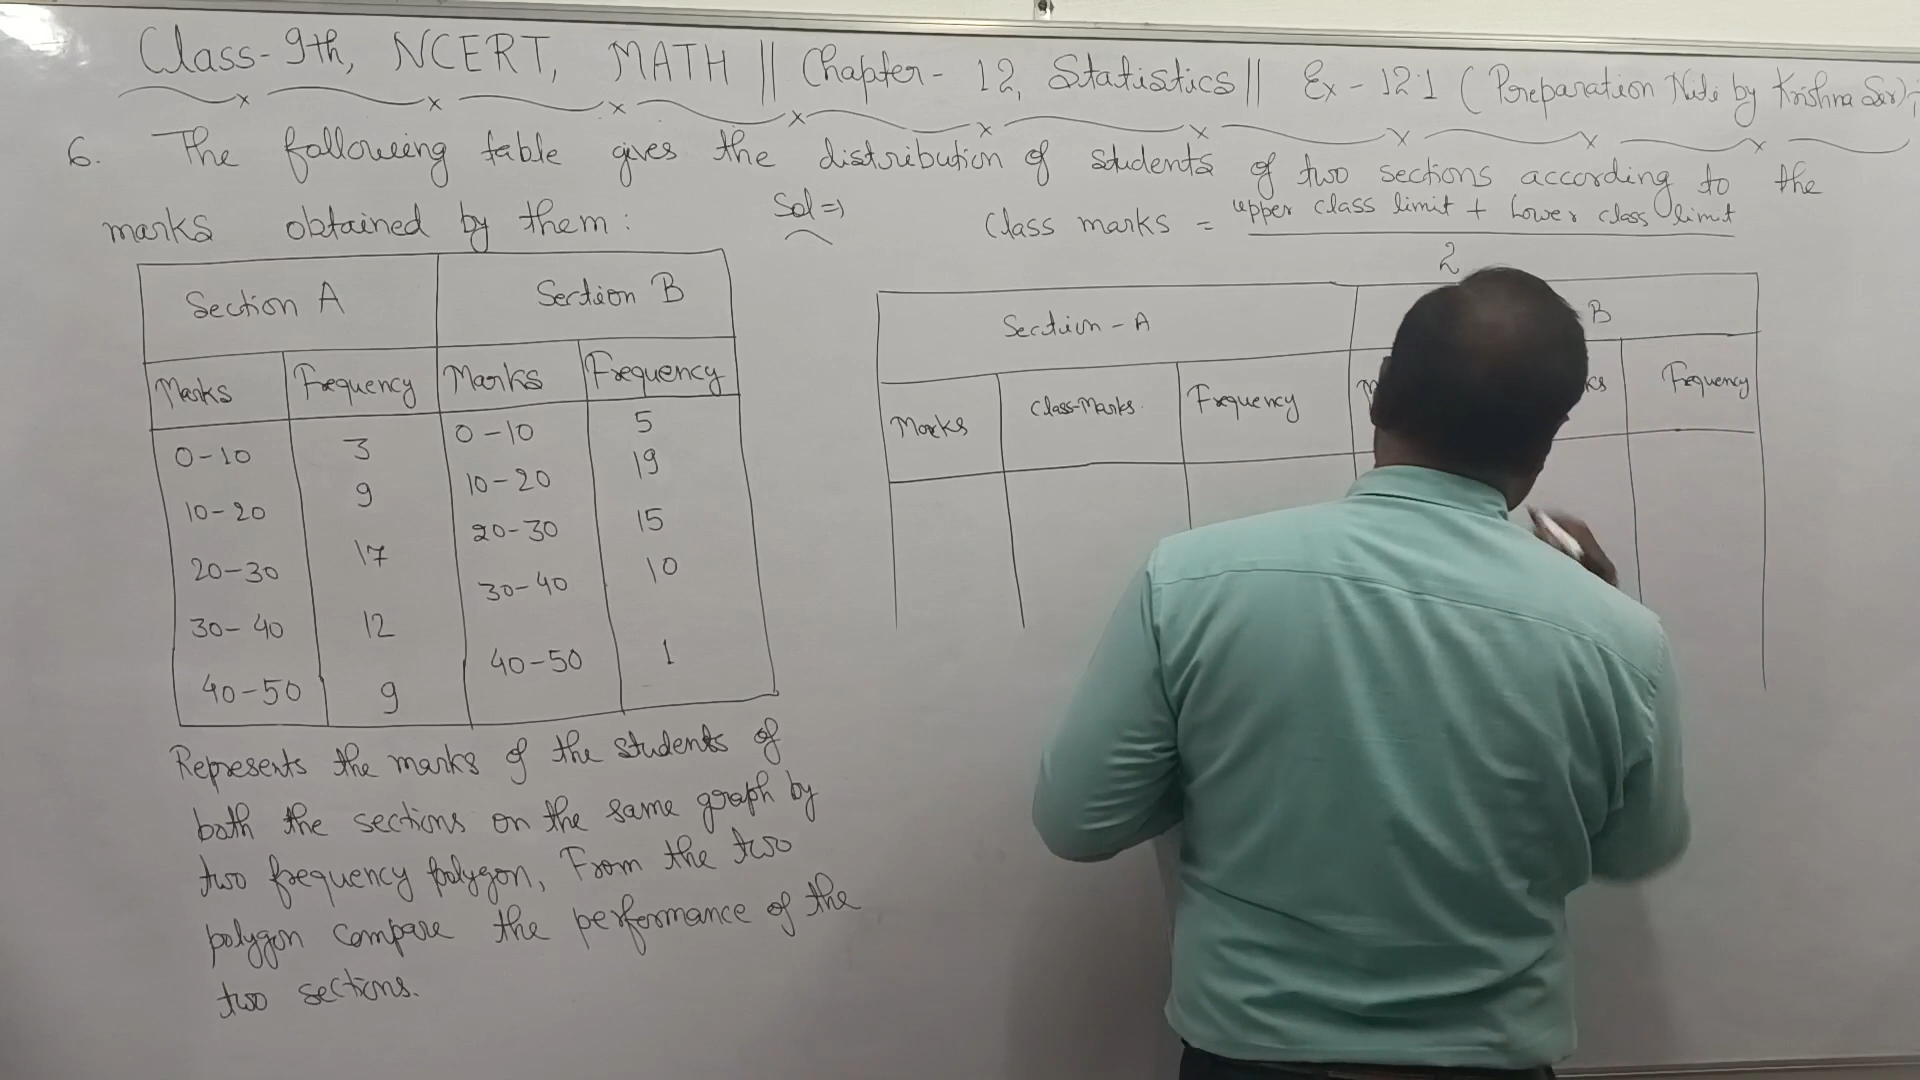 Class-9th, NCERT, MATH || Chapter - 12, Statistics || Ex - 12.1 (Preparation Note by Krishna Sir)
6. The following table gives the distribution of students of two sections according to the
marks obtained by them :
Sol ⇒
Class marks = upper class limit + Lower class limit
2
Section A Section B
Marks Frequency Marks Frequency
0-10 3 0-10 5
10-20 9 10-20 19
20-30 17 20-30 15
30-40 12 30-40 10
40-50 9 40-50 1
Represents the marks of the students of
both the sections on the same graph by
two frequency polygon, From the two
polygon compare the performance of the
two sections.
Section - A B
Marks Class-Marks Frequency Frequency